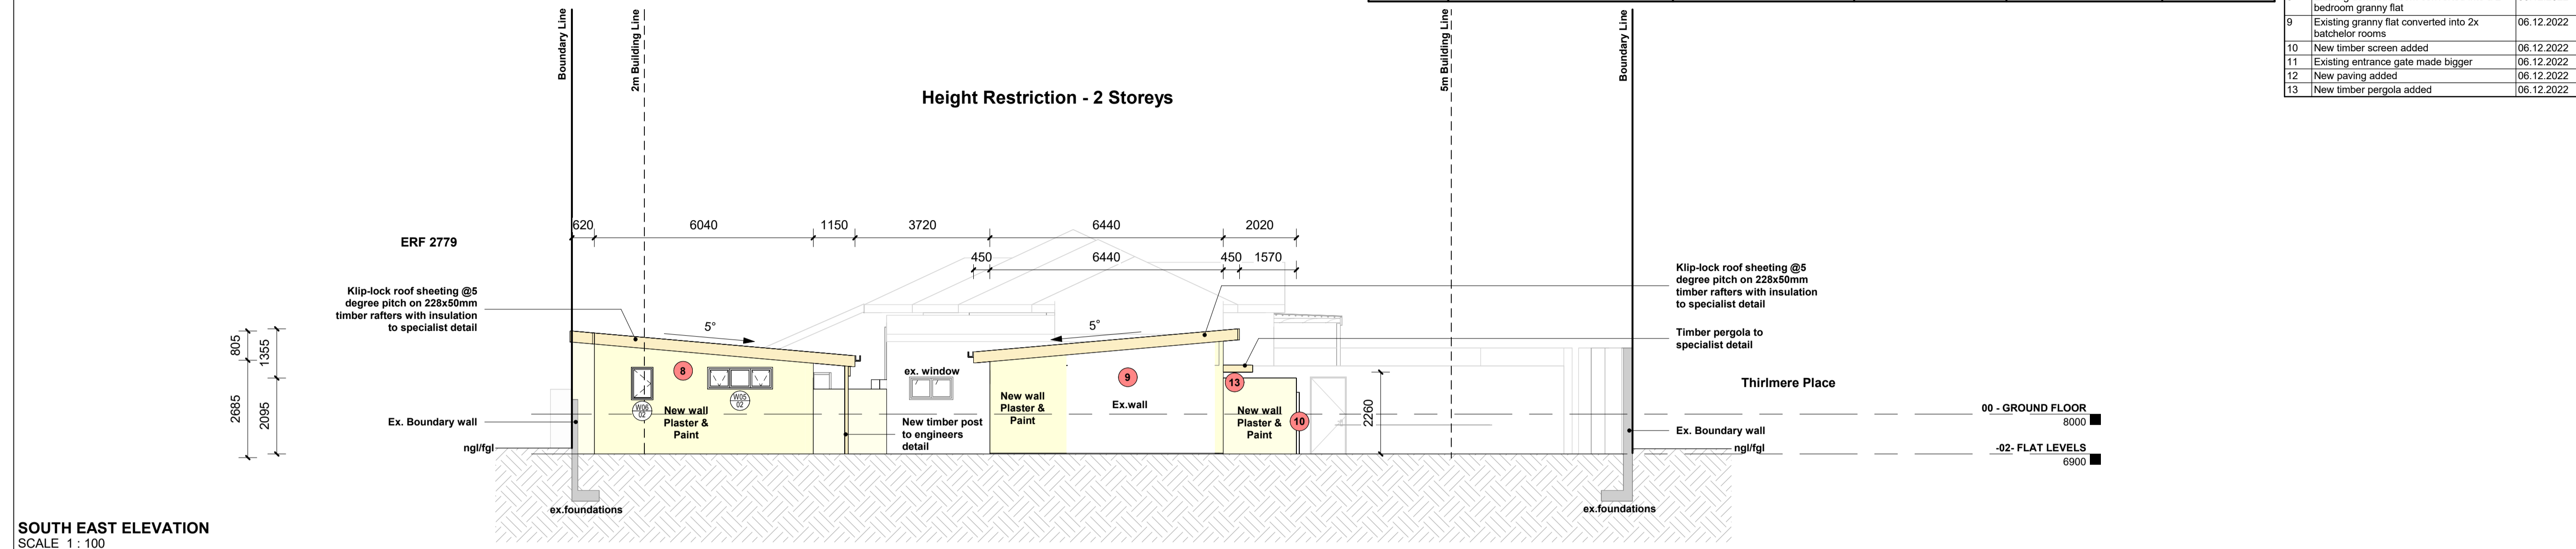 bedroom granny flat
9 Existing granny flat converted into 2x 06.12.2022
batchelor rooms
10 New timber screen added 06.12.2022
11 Existing entrance gate made bigger 06.12.2022
12 New paving added 06.12.2022
13 New timber pergola added 06.12.2022
Boundary Line
2m Building Line
5m Building Line
Boundary Line
Height Restriction - 2 Storeys
620 6040 1150 3720 6440 2020
450 6440 450 1570
ERF 2779
Klip-lock roof sheeting @5
degree pitch on 228x50mm
timber rafters with insulation
to specialist detail
Klip-lock roof sheeting @5
degree pitch on 228x50mm
timber rafters with insulation
to specialist detail
Timber pergola to
specialist detail
5°
5°
805
1355
2685
2095
8
W06
02
W05
02
New wall
Plaster &
Paint
ex. window
New timber post
to engineers
detail
New wall
Plaster &
Paint
9
Ex.wall
13
New wall
Plaster &
Paint
10
2260
Thirlmere Place
Ex. Boundary wall
ngl/fgl
Ex. Boundary wall
ngl/fgl
00 - GROUND FLOOR
8000
-02- FLAT LEVELS
6900
ex.foundations
ex.foundations
SOUTH EAST ELEVATION
SCALE 1 : 100